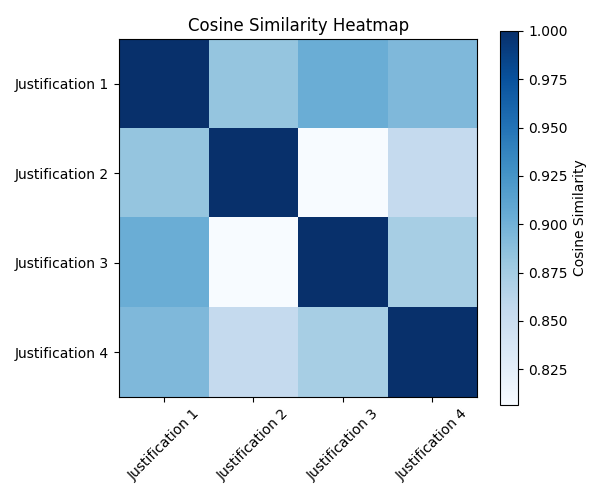 Cosine Similarity Heatmap
Justification 1
Justification 2
Justification 3
Justification 4
Justification 1
Justification 2
Justification 3
Justification 4
1.000
0.975
0.950
0.925
0.900
0.875
0.850
0.825
Cosine Similarity